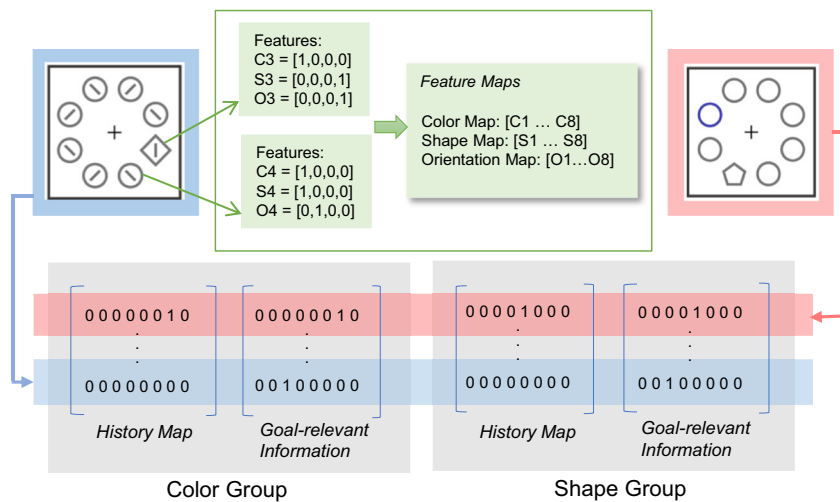 Features:
C3 = [1,0,0,0]
S3 = [0,0,0,1]
O3 = [0,0,0,1]
Features:
C4 = [1,0,0,0]
S4 = [1,0,0,0]
O4 = [0,1,0,0]
Feature Maps
Color Map: [C1 ... C8]
Shape Map: [S1 ... S8]
Orientation Map: [O1...O8]
0 0 0 0 0 0 1 0
0 0 0 0 0 0 1 0
0 0 0 0 1 0 0 0
0 0 0 0 1 0 0 0
0 0 0 0 0 0 0 0
0 0 1 0 0 0 0 0
0 0 0 0 0 0 0 0
0 0 1 0 0 0 0 0
History Map
Goal-relevant
Information
History Map
Goal-relevant
Information
Color Group
Shape Group